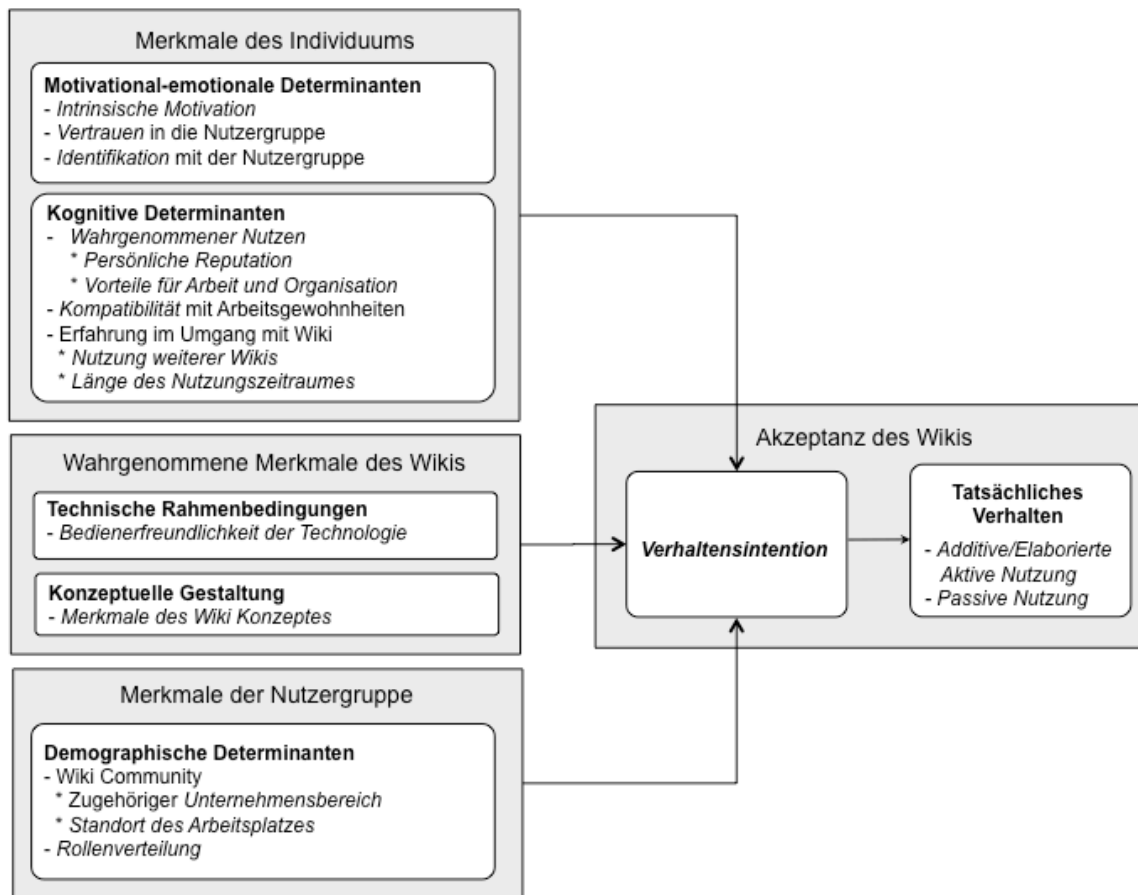 Merkmale des Individuums
Motivational-emotionale Determinanten
- Intrinsische Motivation
- Vertrauen in die Nutzergruppe
- Identifikation mit der Nutzergruppe
Kognitive Determinanten
- Wahrgenommener Nutzen
* Persönliche Reputation
* Vorteile für Arbeit und Organisation
- Kompatibilität mit Arbeitsgewohnheiten
- Erfahrung im Umgang mit Wiki
* Nutzung weiterer Wikis
* Länge des Nutzungszeitraumes
Wahrgenommene Merkmale des Wikis
Technische Rahmenbedingungen
- Bedienerfreundlichkeit der Technologie
Konzeptuelle Gestaltung
- Merkmale des Wiki Konzeptes
Merkmale der Nutzergruppe
Demographische Determinanten
- Wiki Community
* Zugehöriger Unternehmensbereich
* Standort des Arbeitsplatzes
- Rollenverteilung
Akzeptanz des Wikis
Verhaltensintention
Tatsächliches
Verhalten
- Additive/Elaborierte
Aktive Nutzung
- Passive Nutzung